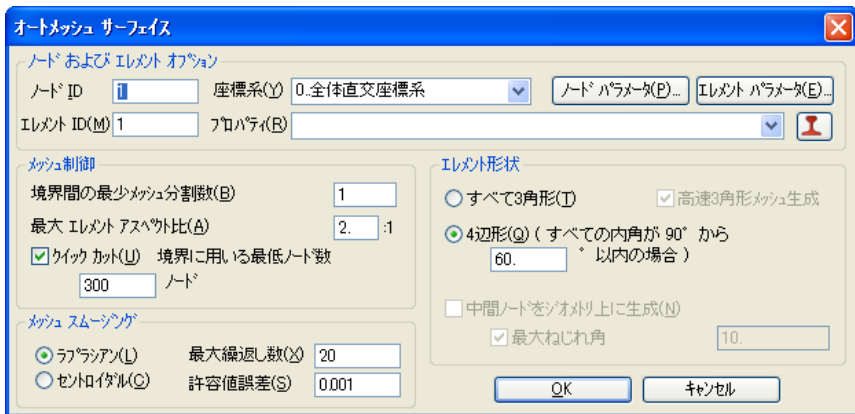 オートメッシュ サーフェイス
ノード および エレメント オプション
ノード ID 1 座標系(Y) 0..全体直交座標系 ノード パラメータ(P)... エレメント パラメータ(E)...
エレメント ID(M) 1 プロパティ(R)
メッシュ制御
境界間の最少メッシュ分割数(B) 1
最大 エレメント アスペクト比(A) 2. :1
クイック カット(U) 境界に用いる最低ノード数
300 ノード
メッシュ スムージング
ラプラシアン(L) 最大繰返し数(X) 20
セントロイダル(C) 許容値誤差(S) 0.001
エレメント形状
すべて3角形(T) 高速3角形メッシュ生成
4辺形(Q) ( すべての内角が 90° から
60. ° 以内の場合 )
中間ノードをジオメトリ上に生成(N)
最大ねじれ角 10.
OK キャンセル